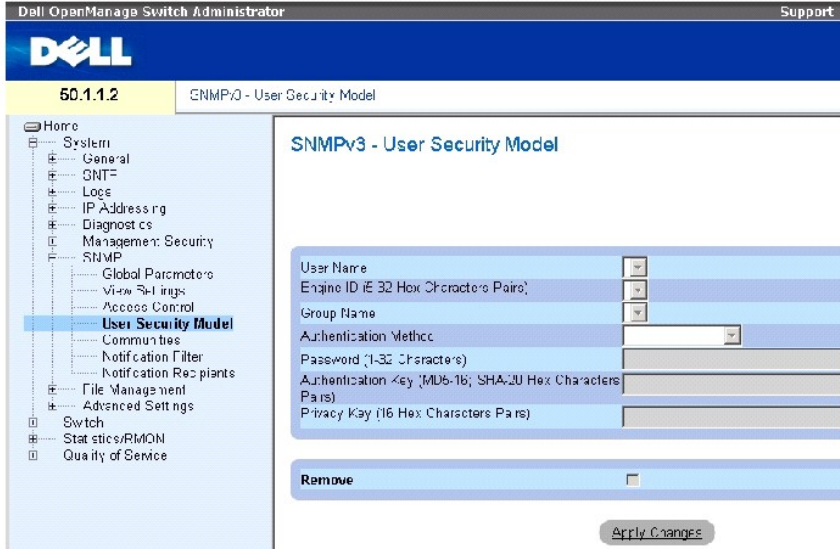 Dell OpenManage Switch Administrator
Support
DELL
50.1.1.2
SNMPv3 - User Security Model
Home
System
General
SNTP
Logs
IP Addressing
Diagnostics
Management Security
SNMP
Global Parameters
View Settings
Access Control
User Security Model
Communities
Notification Filter
Notification Recipients
File Management
Advanced Settings
Switch
Statistics/RMON
Quality of Service
SNMPv3 - User Security Model
User Name
Engine ID (5-32 Hex Characters Pairs)
Group Name
Authentication Method
Password (1-32 Characters)
Authentication Key (MD5-16; SHA-20 Hex Characters
Pairs)
Privacy Key (16 Hex Characters Pairs)
Remove
Apply Changes